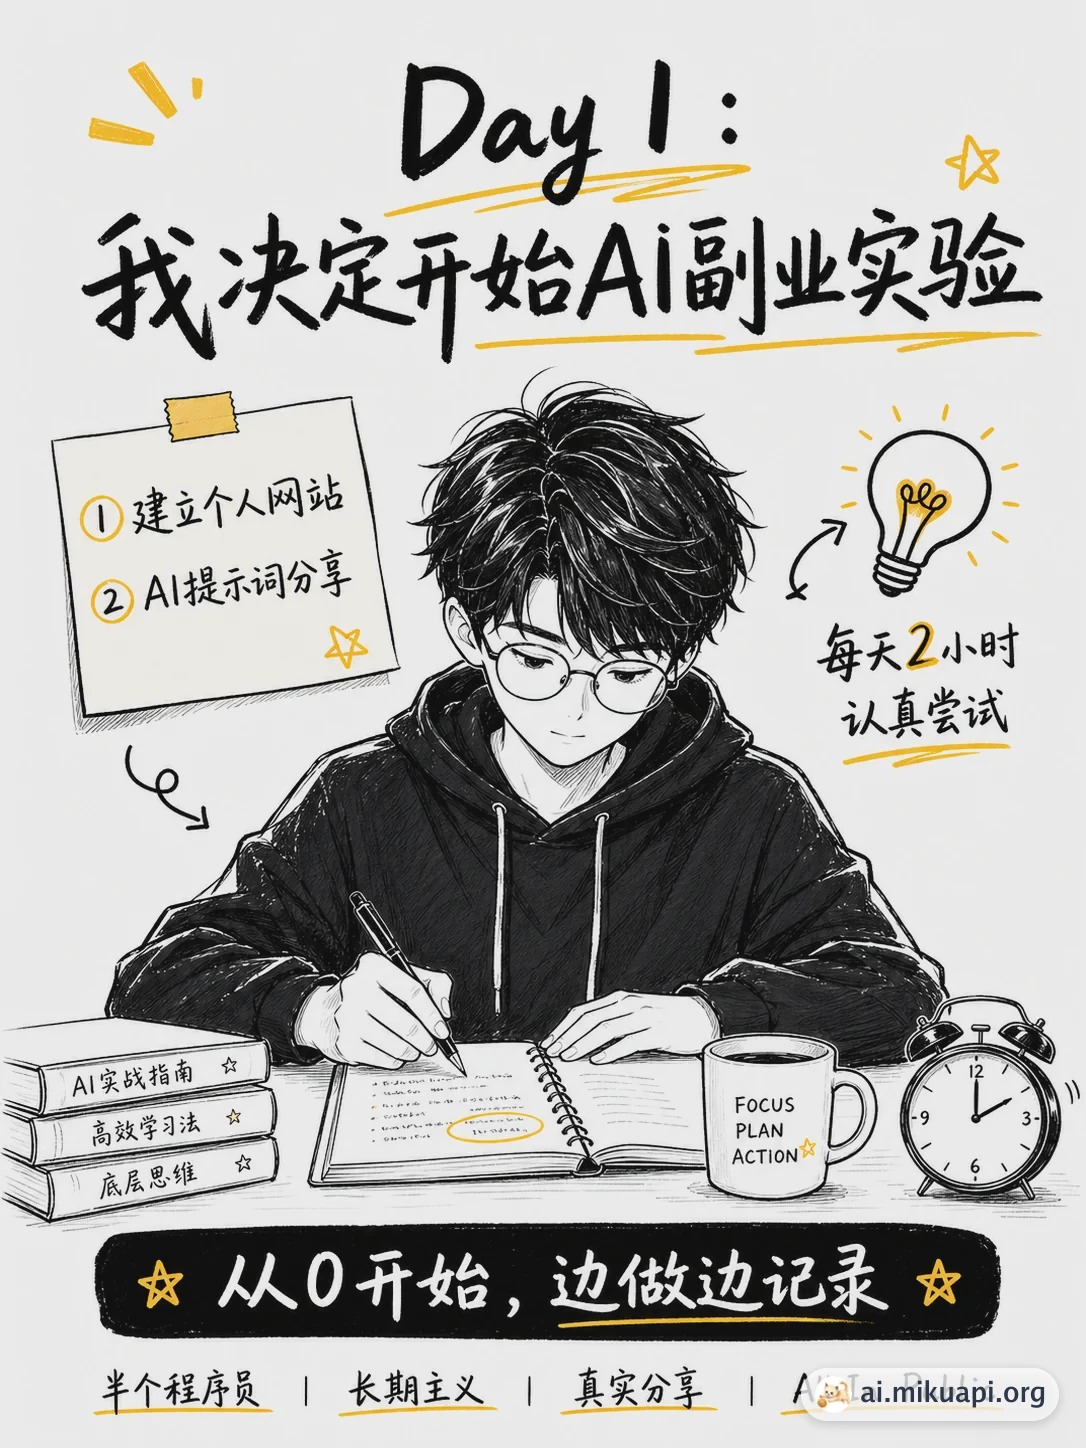 Day 1:
我决定开始Ai副业实验
① 建立个人网站
② AI提示词分享
每天2小时
认真尝试
AI实战指南
高效学习法
底层思维
FOCUS
PLAN
ACTION
12
9
3
6
从0开始，边做边记录
半个程序员 | 长期主义 | 真实分享 |
ai.mikuapi.org